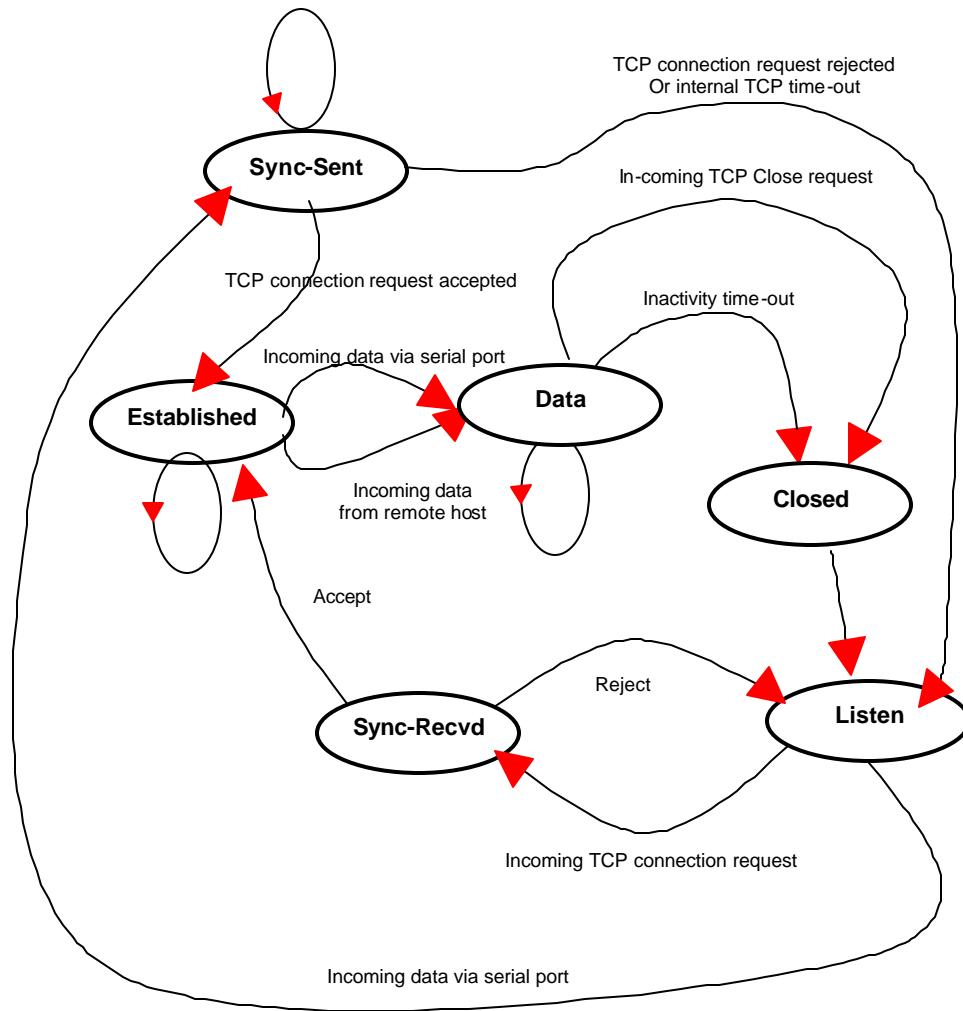 TCP connection request rejected
Or internal TCP time-out
Sync-Sent
In-coming TCP Close request
TCP connection request accepted
Inactivity time-out
Incoming data via serial port
Established
Data
Incoming data
from remote host
Closed
Accept
Reject
Sync-Recvd
Listen
Incoming TCP connection request
Incoming data via serial port